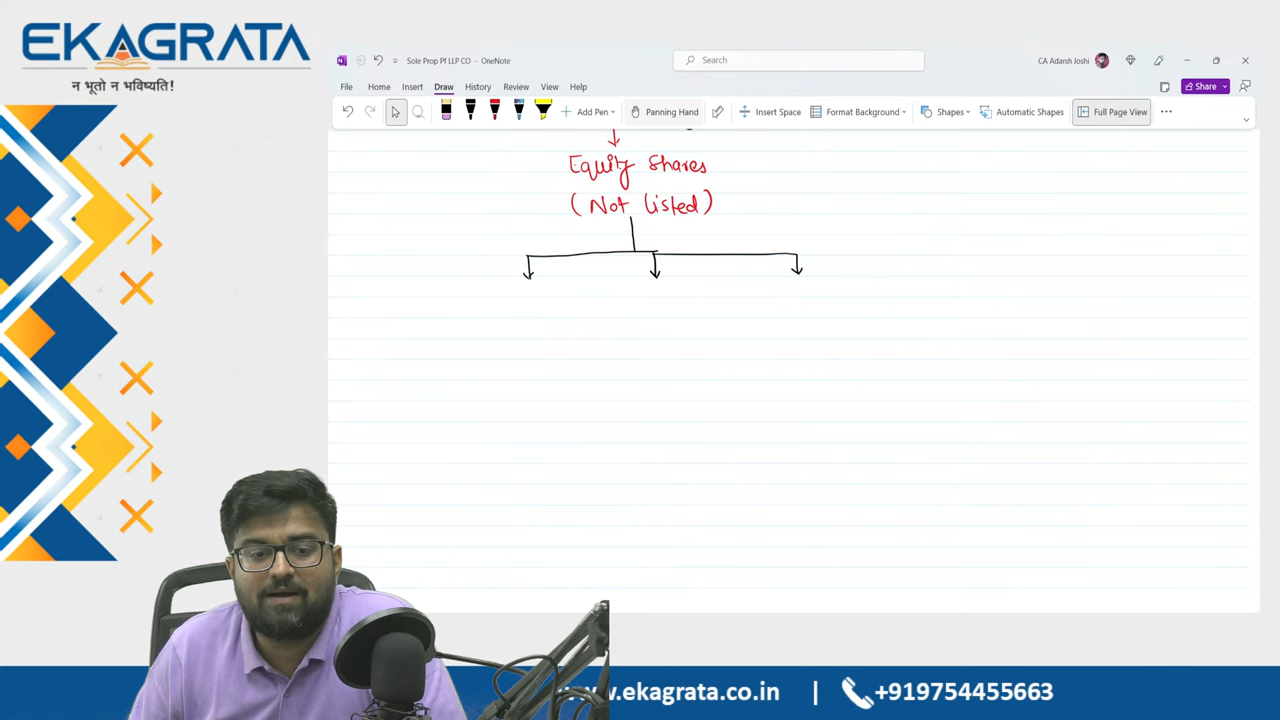 EKAGRATA
न भूतो न भविष्यति!
Sole Prop Pf LLP CO - OneNote
Search
CA Adarsh Joshi
File Home Insert Draw History Review View Help
Share
Add Pen
Panning Hand
Insert Space
Format Background
Shapes
Automatic Shapes
Full Page View
Equity Shares
(Not listed)
www.ekagrata.co.in | +919754455663